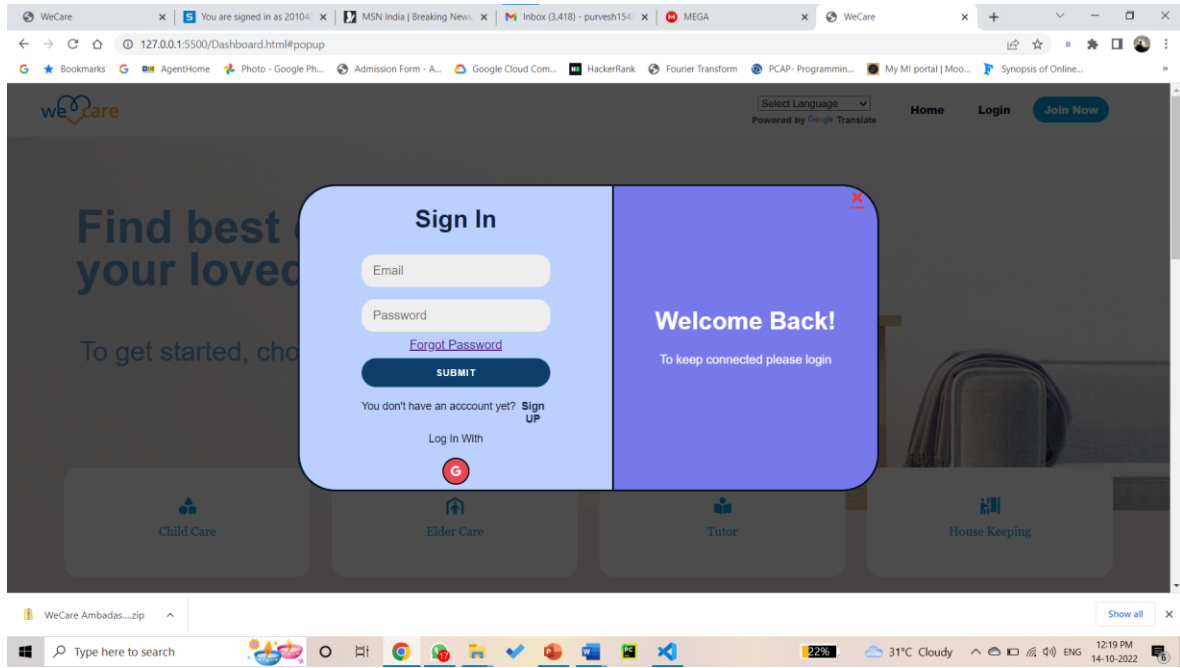 WeCare
You are signed in as 20104
MSN India | Breaking News,
Inbox (3,418) - purvesh154
MEGA
WeCare
127.0.0.1:5500/Dashboard.html#popup
Bookmarks
AgentHome
Photo - Google Ph...
Admission Form - A...
Google Cloud Com...
HackerRank
Fourier Transform
PCAP- Programmin...
My MI portal | Moo...
Synopsis of Online...
we care
Select Language
Powered by Google Translate
Home
Login
Join Now
Find best
your loved
To get started, cho
Sign In
Email
Password
Forgot Password
SUBMIT
You don't have an acccount yet? Sign
UP
Log In With
G
Welcome Back!
To keep connected please login
X
Child Care
Elder Care
Tutor
House Keeping
WeCare Ambadas....zip
Show all
Type here to search
22%
31°C Cloudy
ENG
12:19 PM
14-10-2022